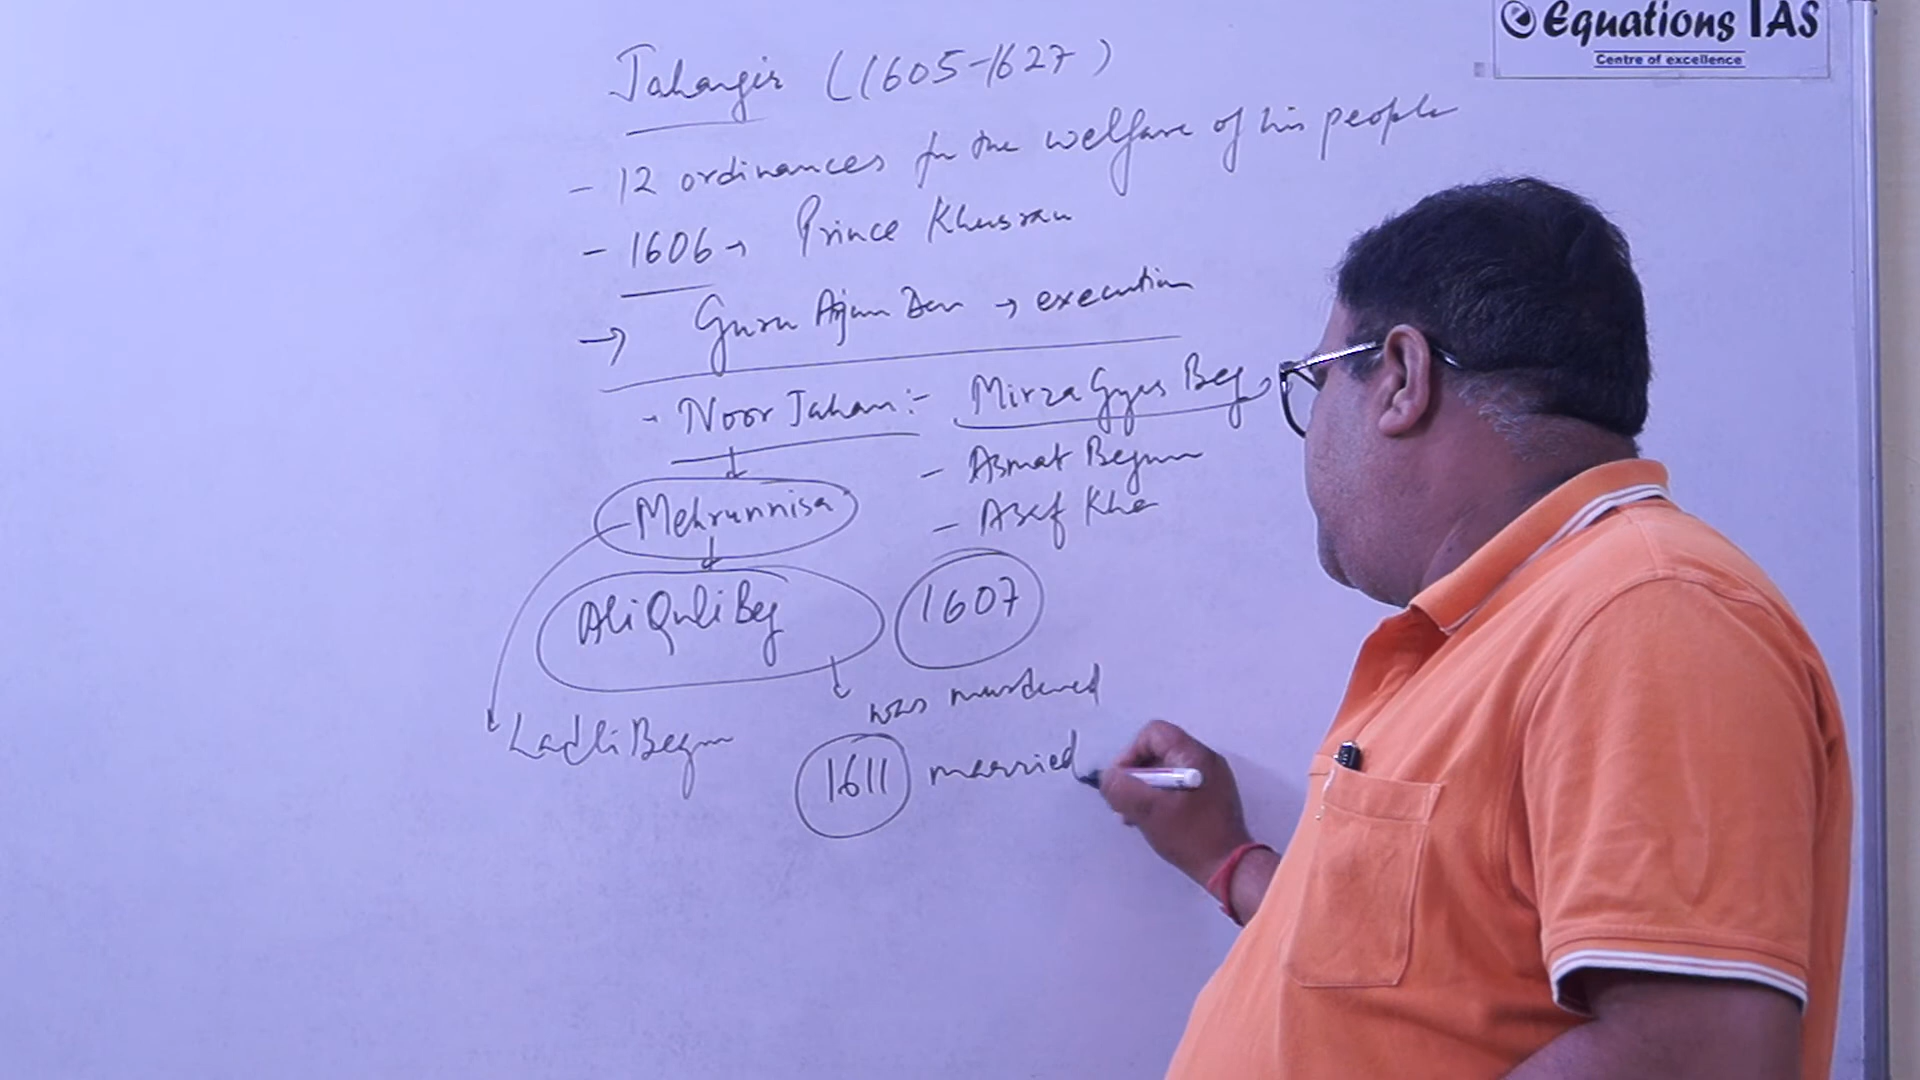 Equations IAS
Centre of excellence
Jahangir (1605-1627)
- 12 ordinances for the welfare of his people
- 1606 → Prince Khusrau
→ Guru Arjun Dev → execution
- Noor Jahan :- Mirza Gyas Beg
- Asmat Begum
- Asaf Kha
Mehrunnisa
Ali Quli Beg
1607
was murdered
Ladli Begum
1611 married